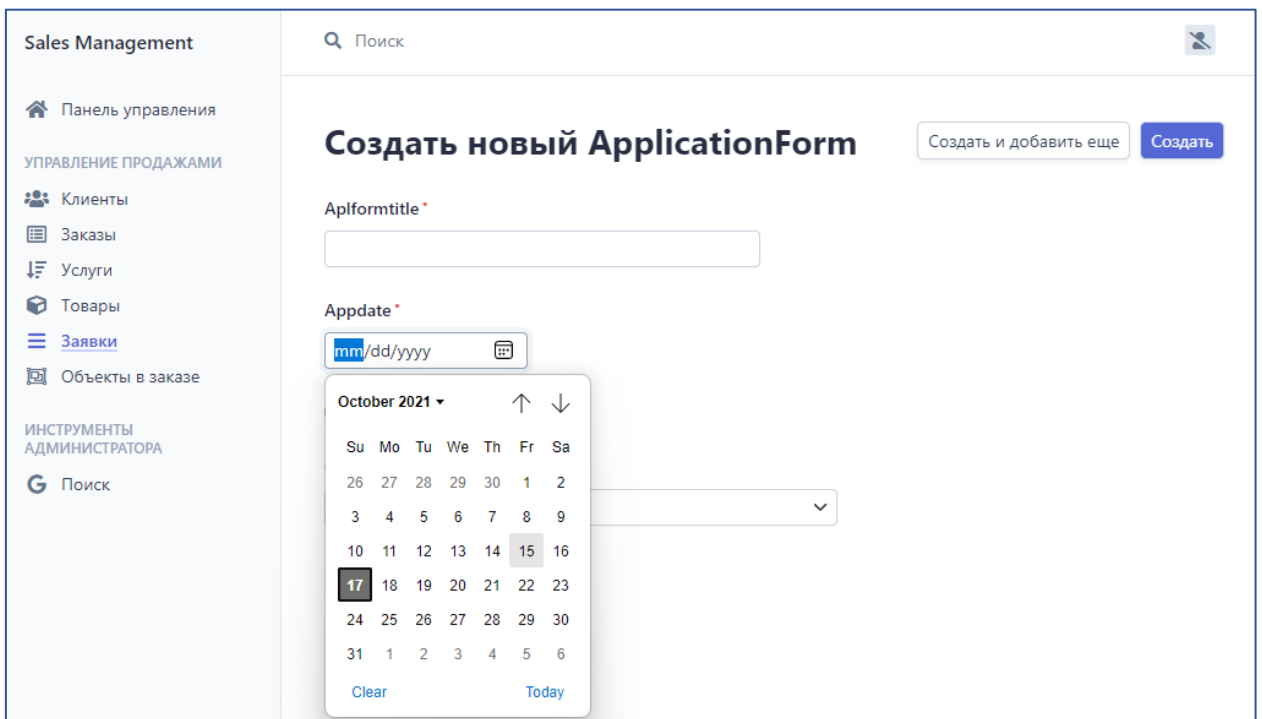 Sales Management
Поиск
Панель управления
УПРАВЛЕНИЕ ПРОДАЖАМИ
Клиенты
Заказы
Услуги
Товары
Заявки
Объекты в заказе
ИНСТРУМЕНТЫ
АДМИНИСТРАТОРА
Поиск
Создать новый ApplicationForm
Создать и добавить еще
Создать
Aplformtitle *
Appdate *
mm/dd/yyyy
October 2021
Su Mo Tu We Th Fr Sa
26 27 28 29 30 1 2
3 4 5 6 7 8 9
10 11 12 13 14 15 16
17 18 19 20 21 22 23
24 25 26 27 28 29 30
31 1 2 3 4 5 6
Clear Today